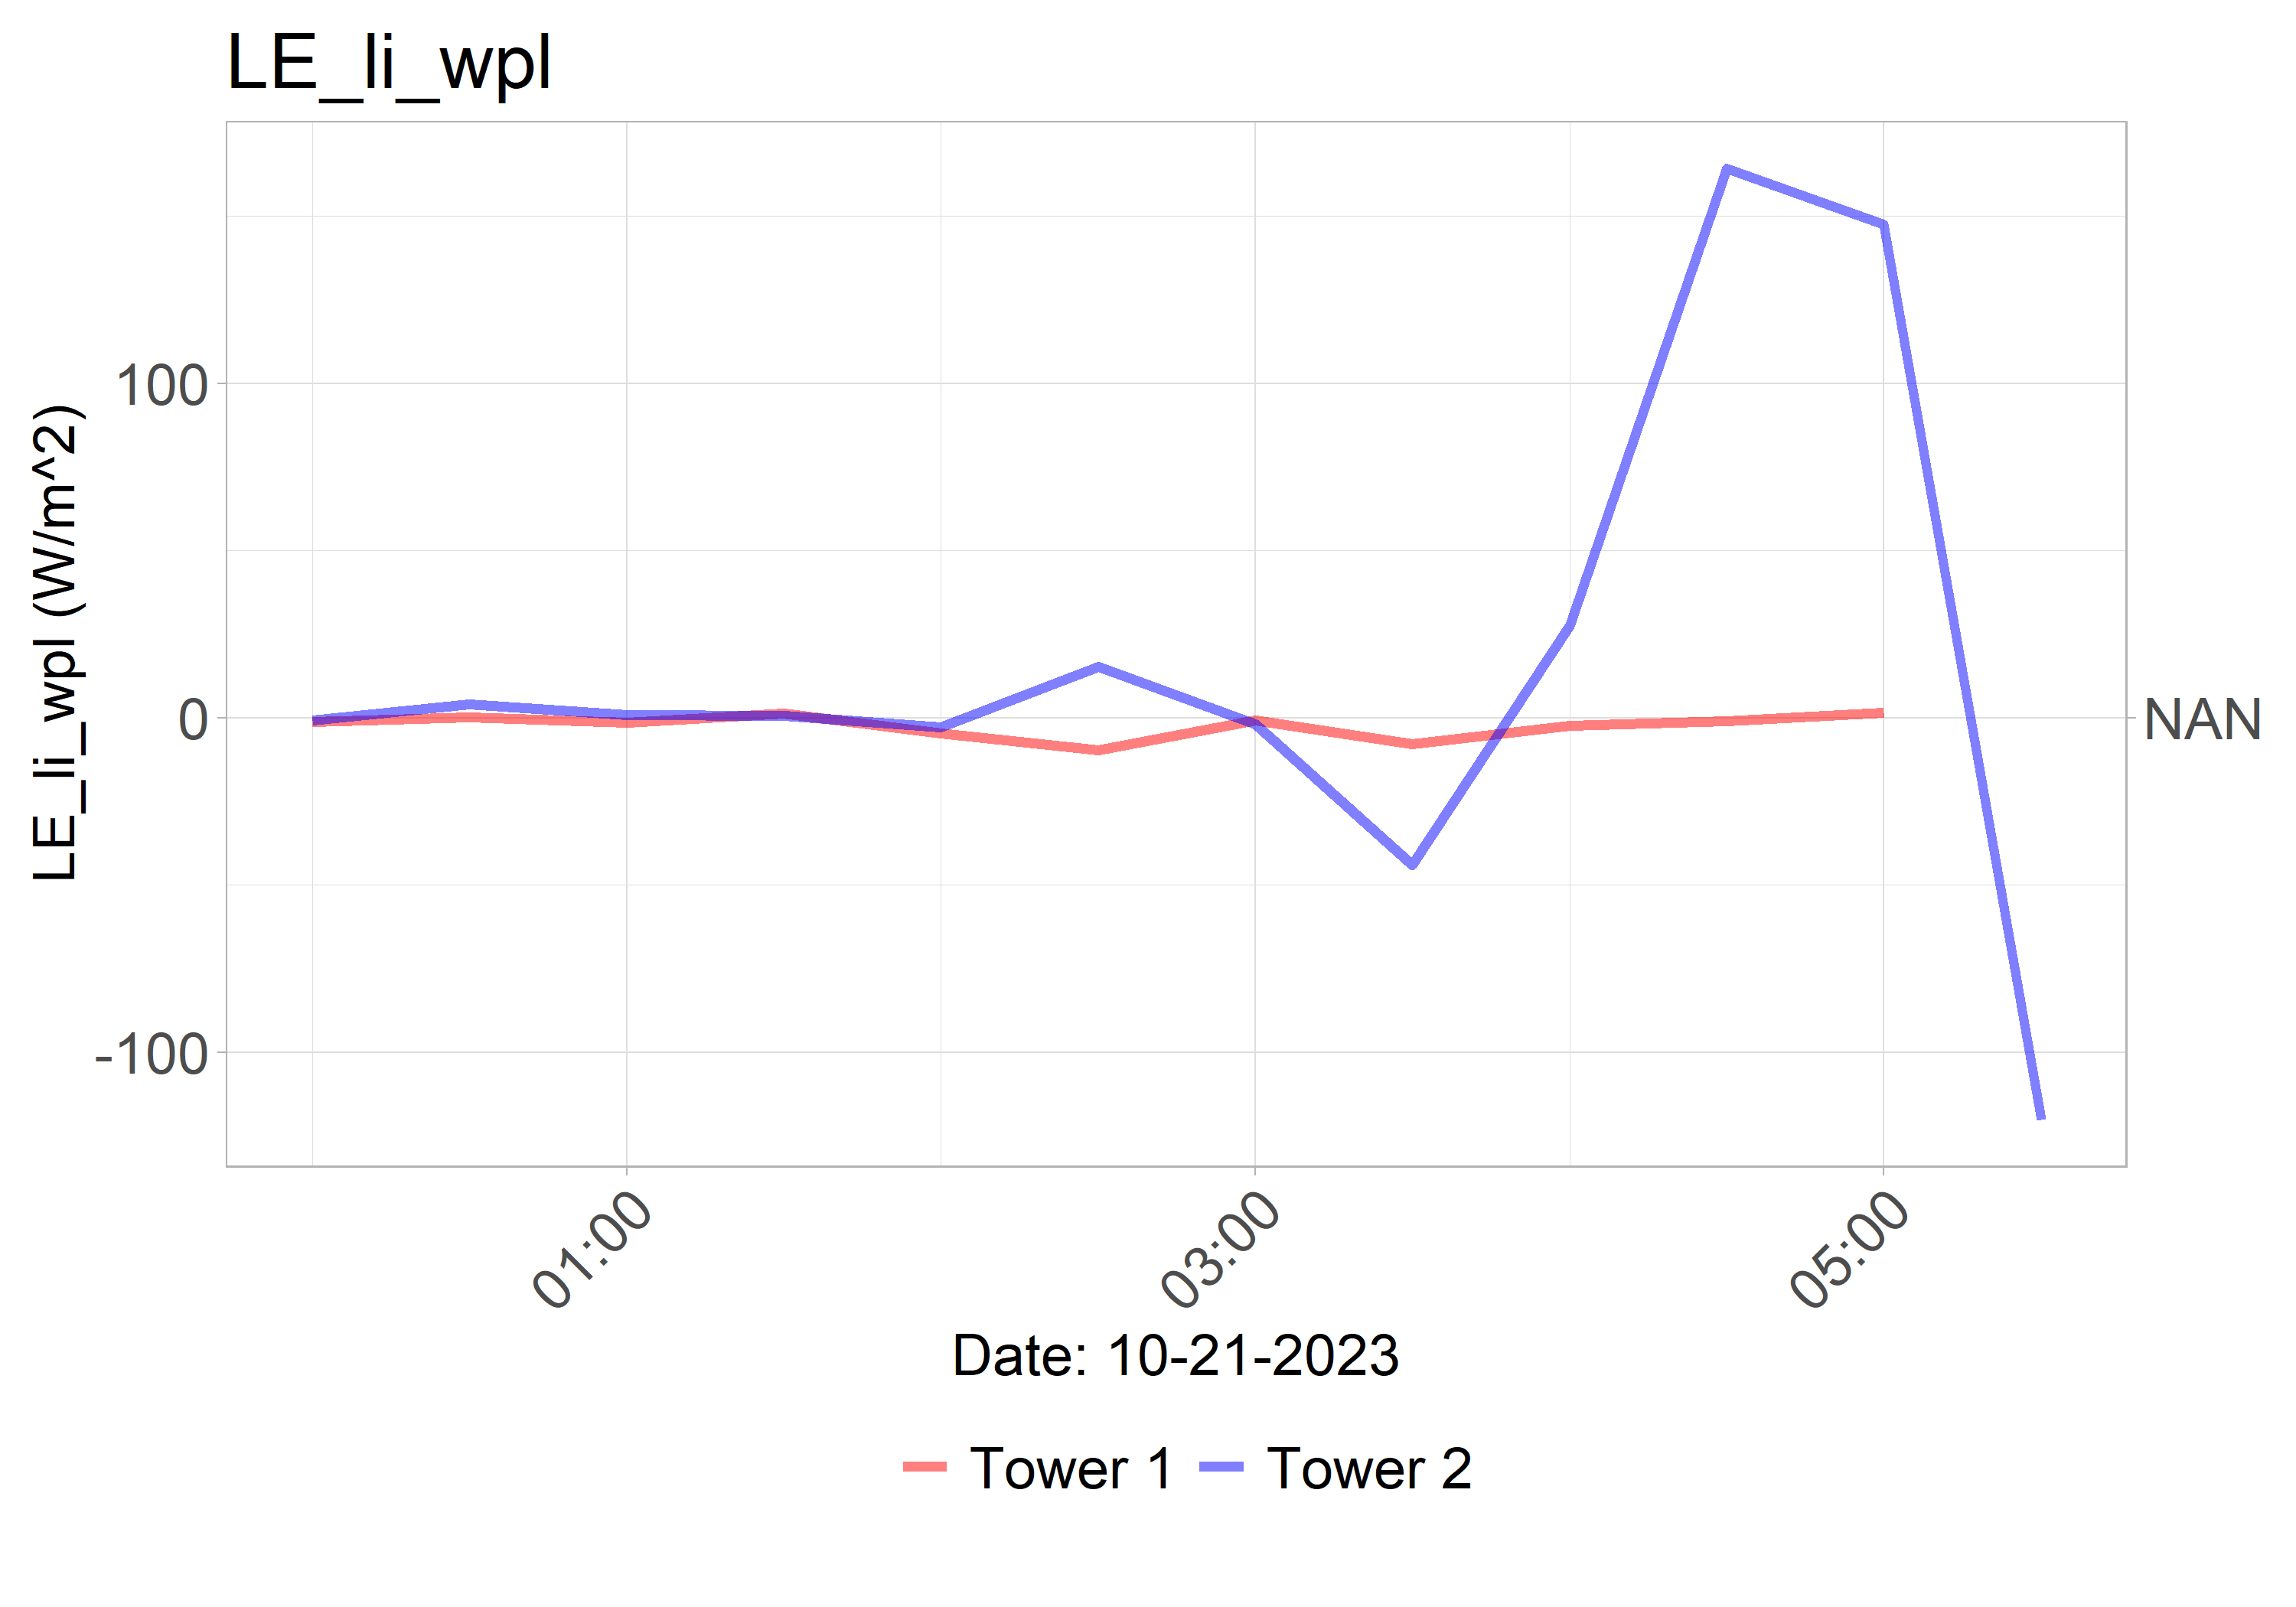 LE_li_wpl
LE_li_wpl (W/m^2)
100
0
-100
NAN
01:00
03:00
05:00
Date: 10-21-2023
Tower 1
Tower 2